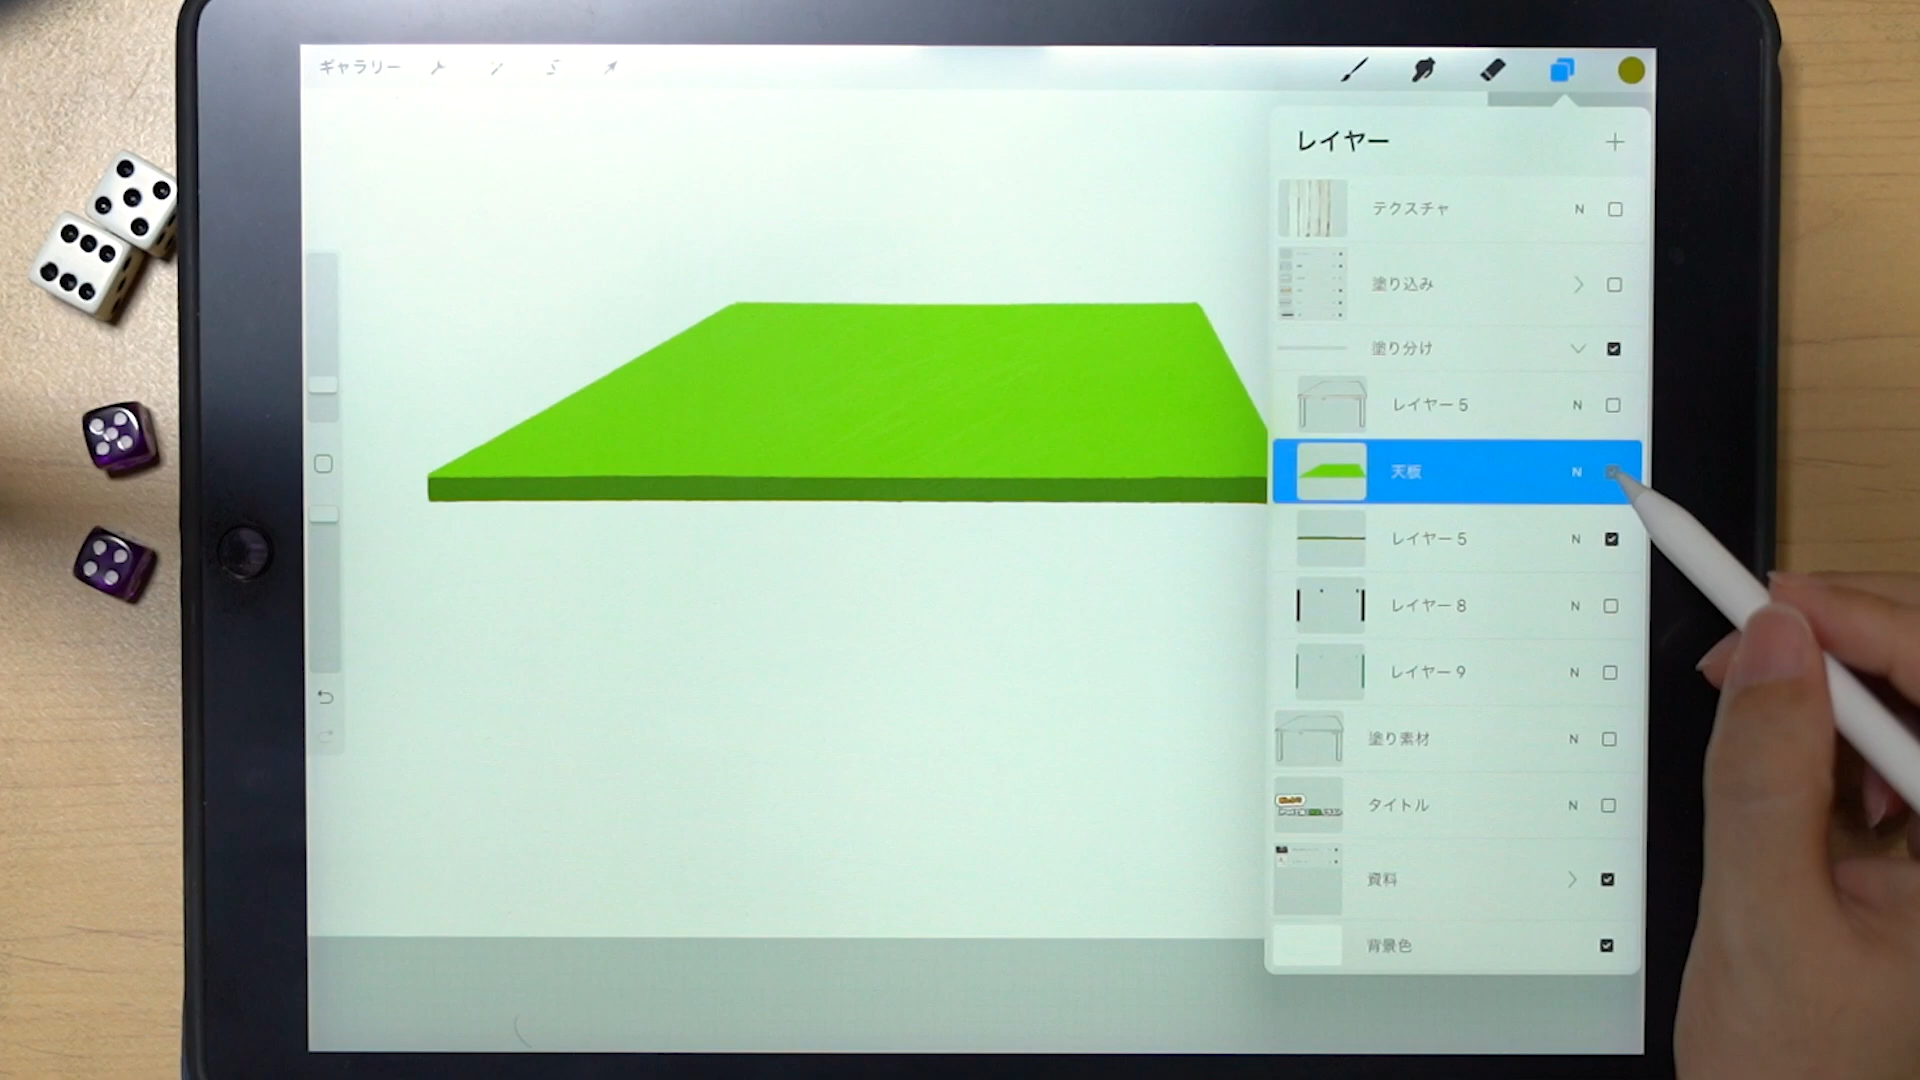 ギャラリー
レイヤー
テクスチャ N
塗り込み
塗り分け
レイヤー 5 N
天板 N
レイヤー 5 N
レイヤー 8 N
レイヤー 9 N
塗り素材 N
タイトル N
資料
背景色